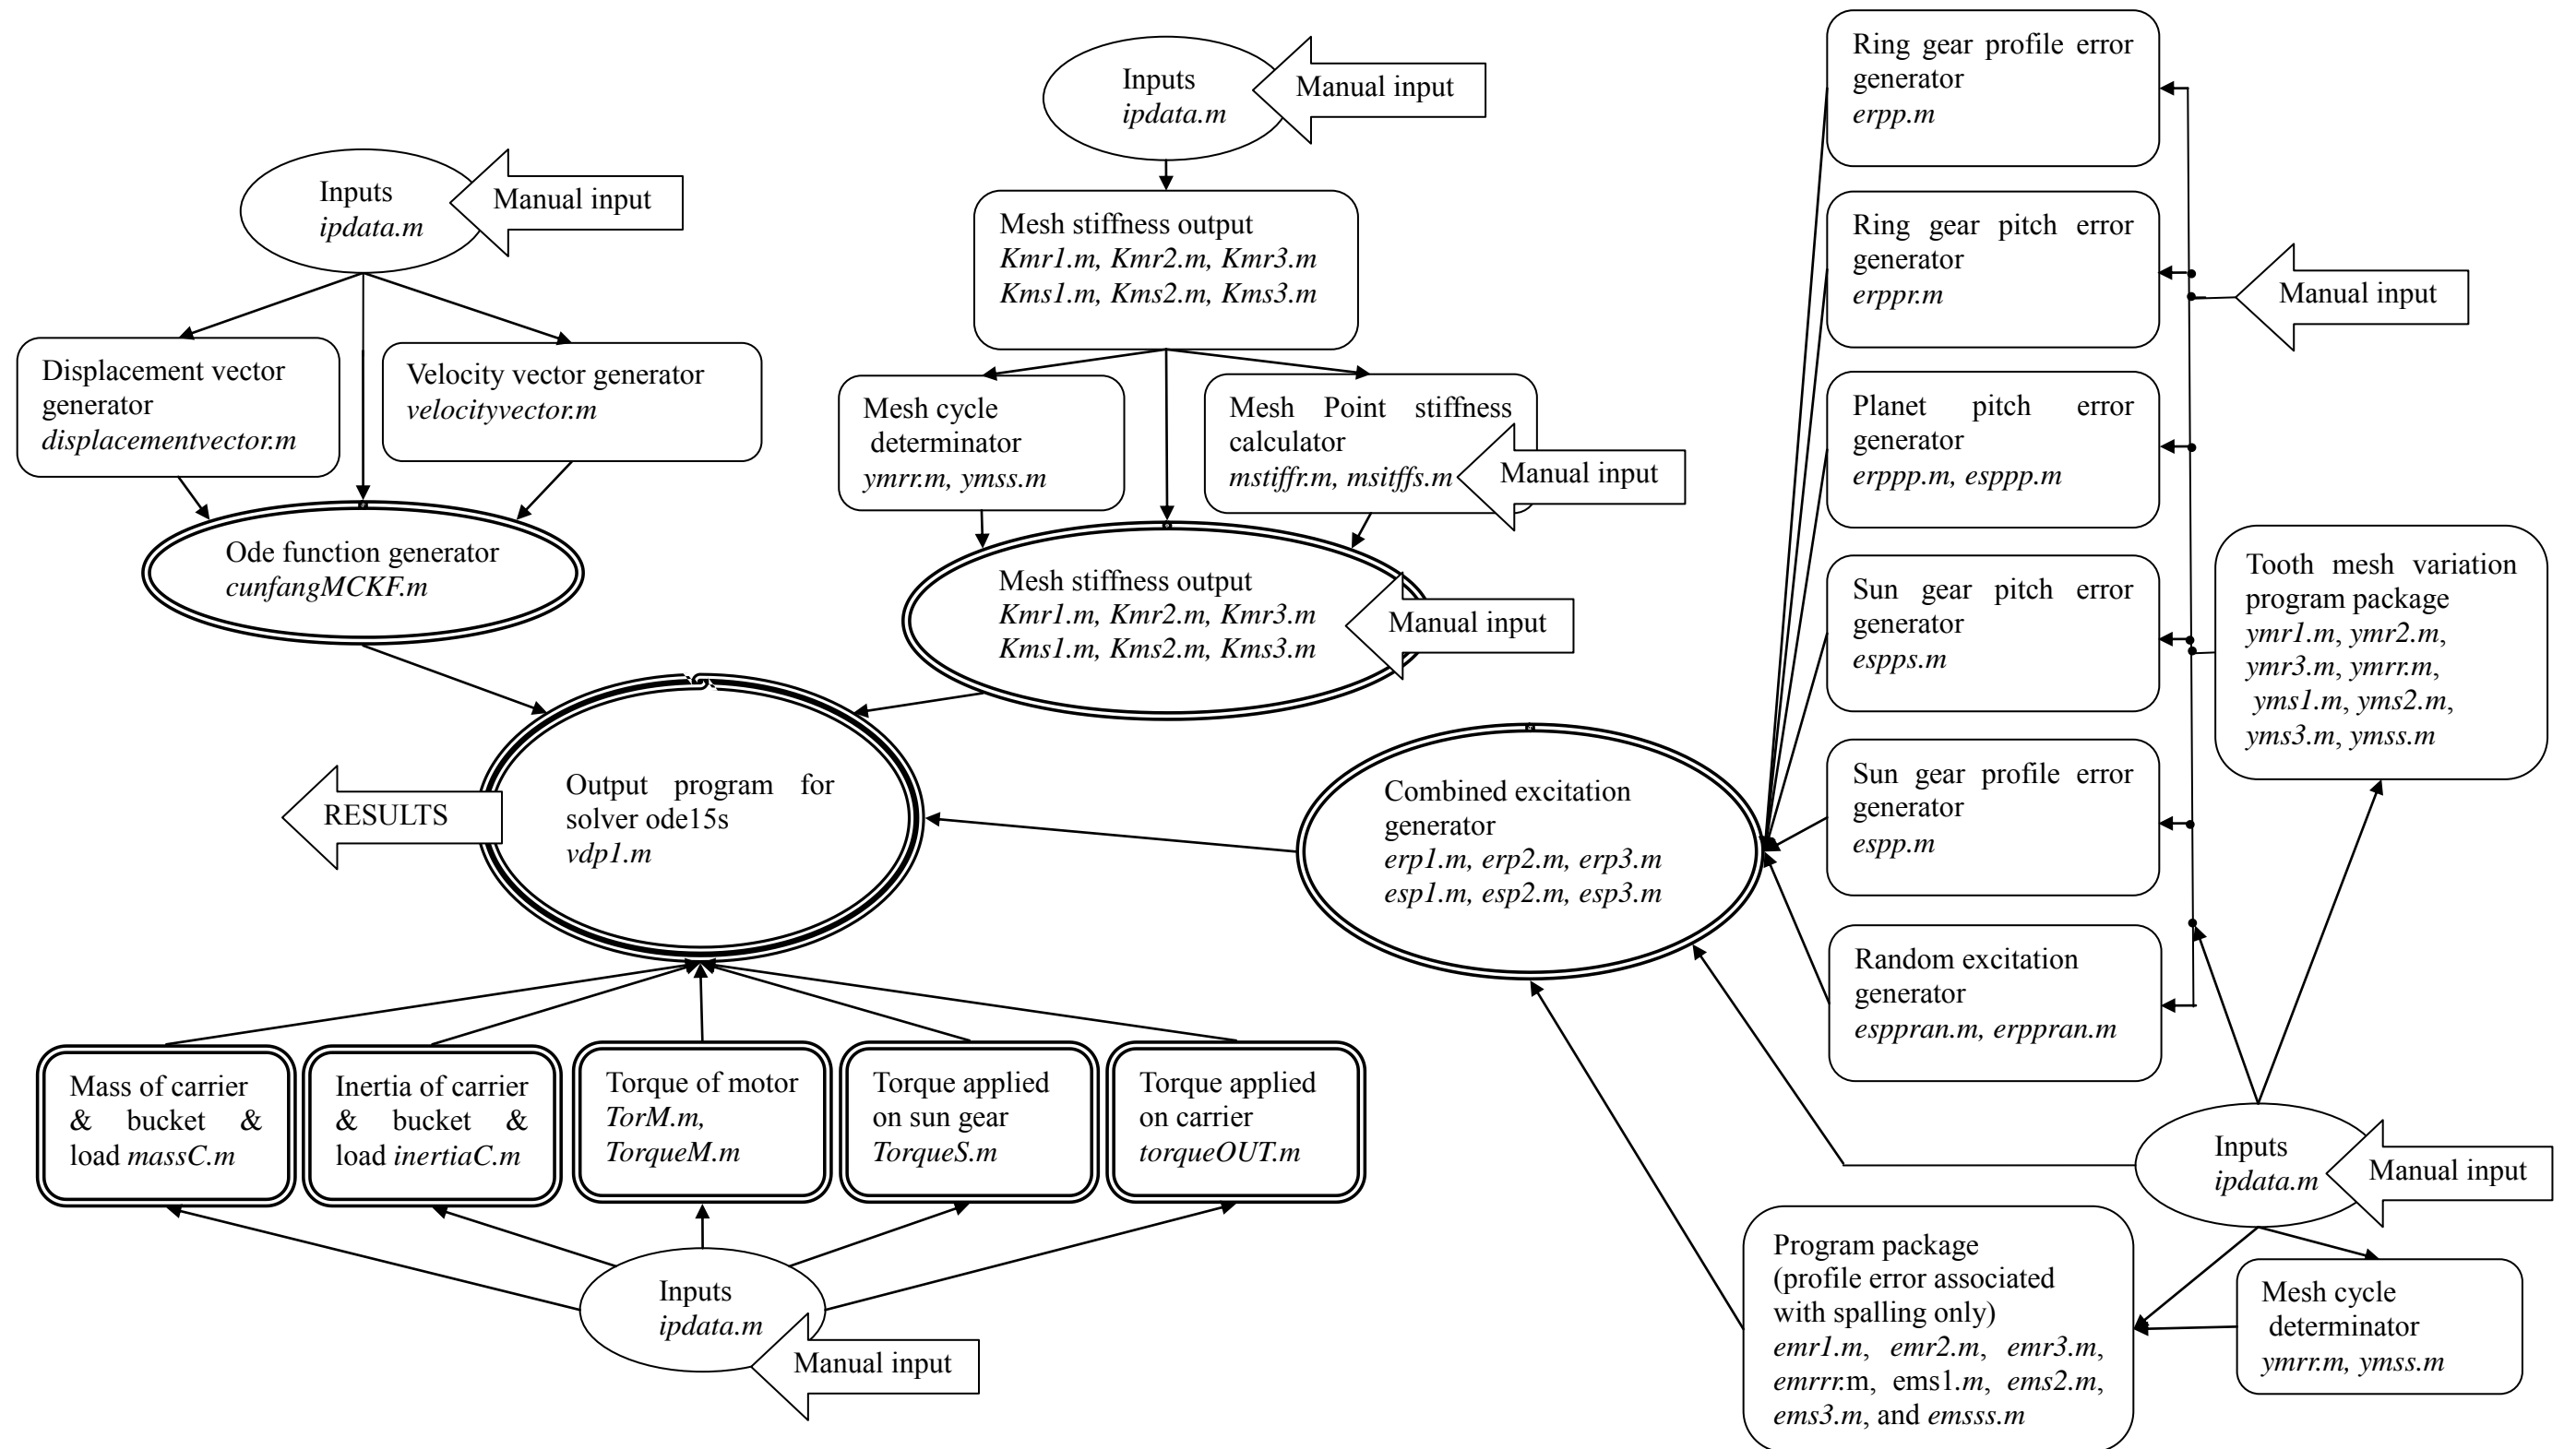 Inputs
ipdata.m
Manual input
Displacement vector
generator
displacementvector.m
Velocity vector generator
velocityvector.m
Ode function generator
cunfangMCKF.m
Inputs
ipdata.m
Manual input
Mesh stiffness output
Kmr1.m, Kmr2.m, Kmr3.m
Kms1.m, Kms2.m, Kms3.m
Mesh cycle
determinator
ymrr.m, ymss.m
Mesh Point stiffness
calculator
mstiffr.m, msitffs.m
Manual input
Mesh stiffness output
Kmr1.m, Kmr2.m, Kmr3.m
Kms1.m, Kms2.m, Kms3.m
Manual input
Ring gear profile error
generator
erpp.m
Ring gear pitch error
generator
erppr.m
Planet pitch error
generator
erppp.m, esppp.m
Sun gear pitch error
generator
espps.m
Sun gear profile error
generator
espp.m
Random excitation
generator
esppran.m, erppran.m
Manual input
Tooth mesh variation
program package
ymr1.m, ymr2.m,
ymr3.m, ymrr.m,
yms1.m, yms2.m,
yms3.m, ymss.m
RESULTS
Output program for
solver ode15s
vdp1.m
Combined excitation
generator
erp1.m, erp2.m, erp3.m
esp1.m, esp2.m, esp3.m
Mass of carrier
& bucket &
load massC.m
Inertia of carrier
& bucket &
load inertiaC.m
Torque of motor
TorM.m,
TorqueM.m
Torque applied
on sun gear
TorqueS.m
Torque applied
on carrier
torqueOUT.m
Inputs
ipdata.m
Manual input
Inputs
ipdata.m
Manual input
Program package
(profile error associated
with spalling only)
emr1.m, emr2.m, emr3.m,
emrrr.m, ems1.m, ems2.m,
ems3.m, and emsss.m
Mesh cycle
determinator
ymrr.m, ymss.m